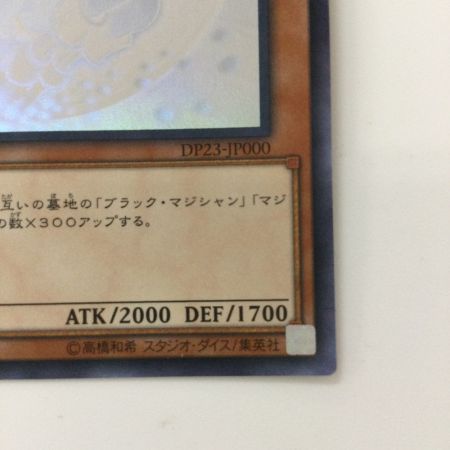 DP23-JP000
互いの墓地の「ブラック・マジシャン」「マジ
の数×300アップする。
ATK/2000 DEF/1700
©高橋和希 スタジオ・ダイス/集英社